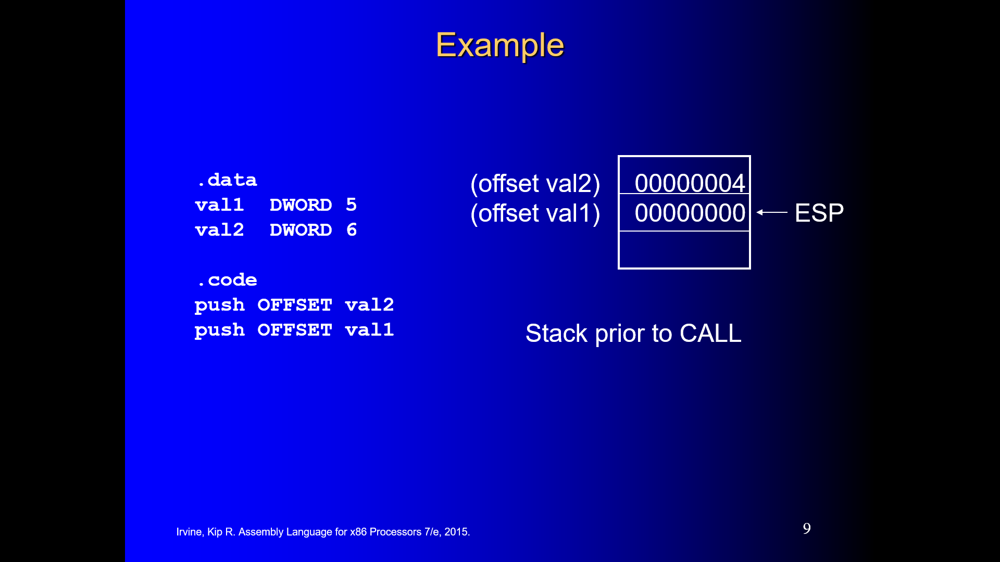 Example
.data
val1 DWORD 5
val2 DWORD 6
.code
push OFFSET val2
push OFFSET val1
(offset val2) 00000004
(offset val1) 00000000 ESP
Stack prior to CALL
Irvine, Kip R. Assembly Language for x86 Processors 7/e, 2015.
9